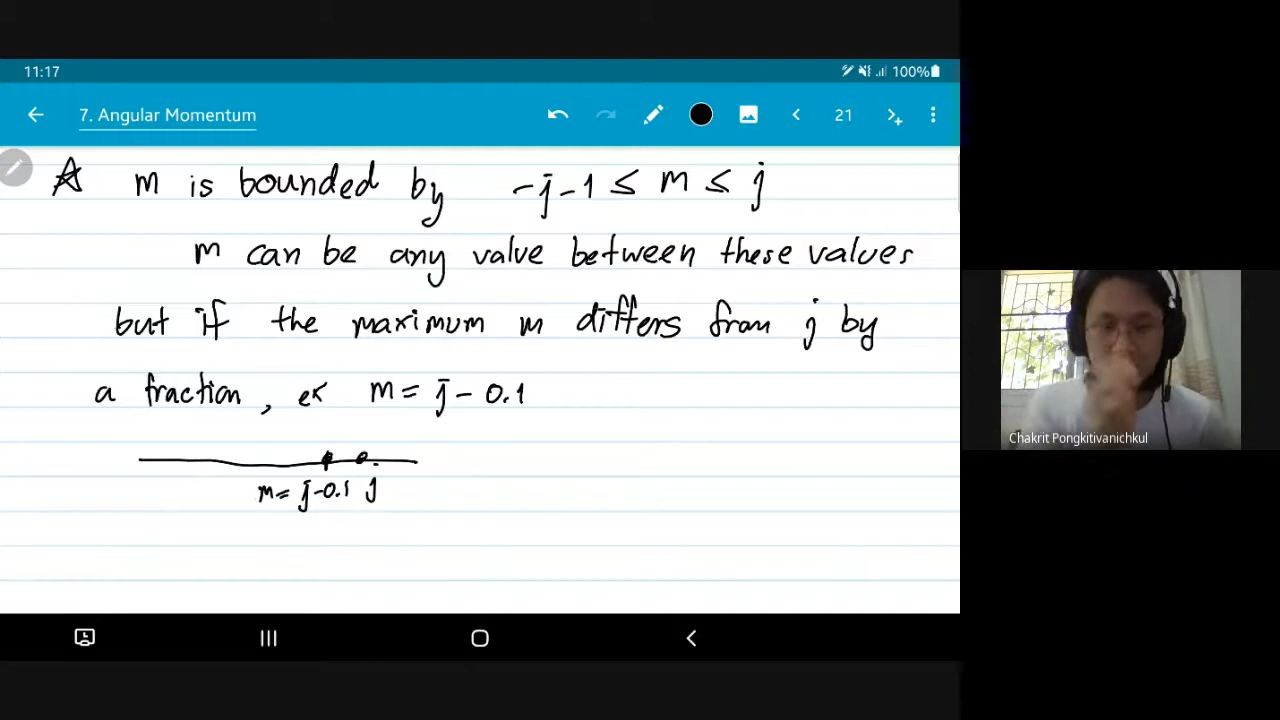 11:17
100%
7. Angular Momentum
21
m is bounded by -j-1 ≤ m ≤ j
m can be any value between these values
but if the maximum m differs from j by
a fraction, ex m = j - 0.1
m = j-0.1 j
Chakrit Pongkitivanichkul